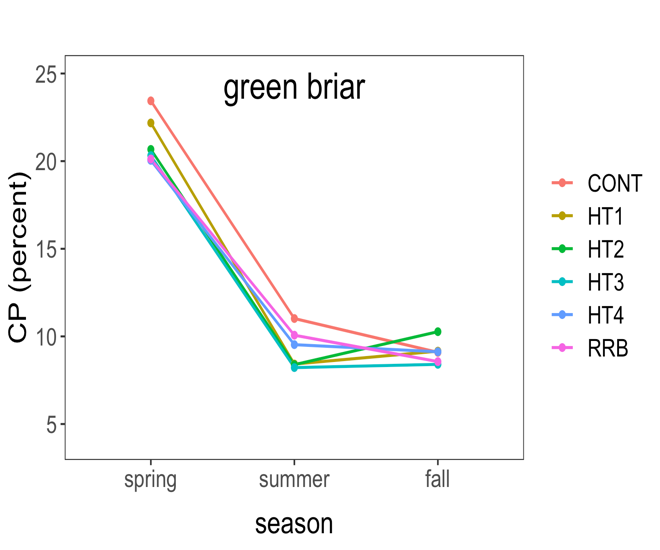 green briar
CP (percent)
25
20
15
10
5
spring summer fall
season
CONT
HT1
HT2
HT3
HT4
RRB